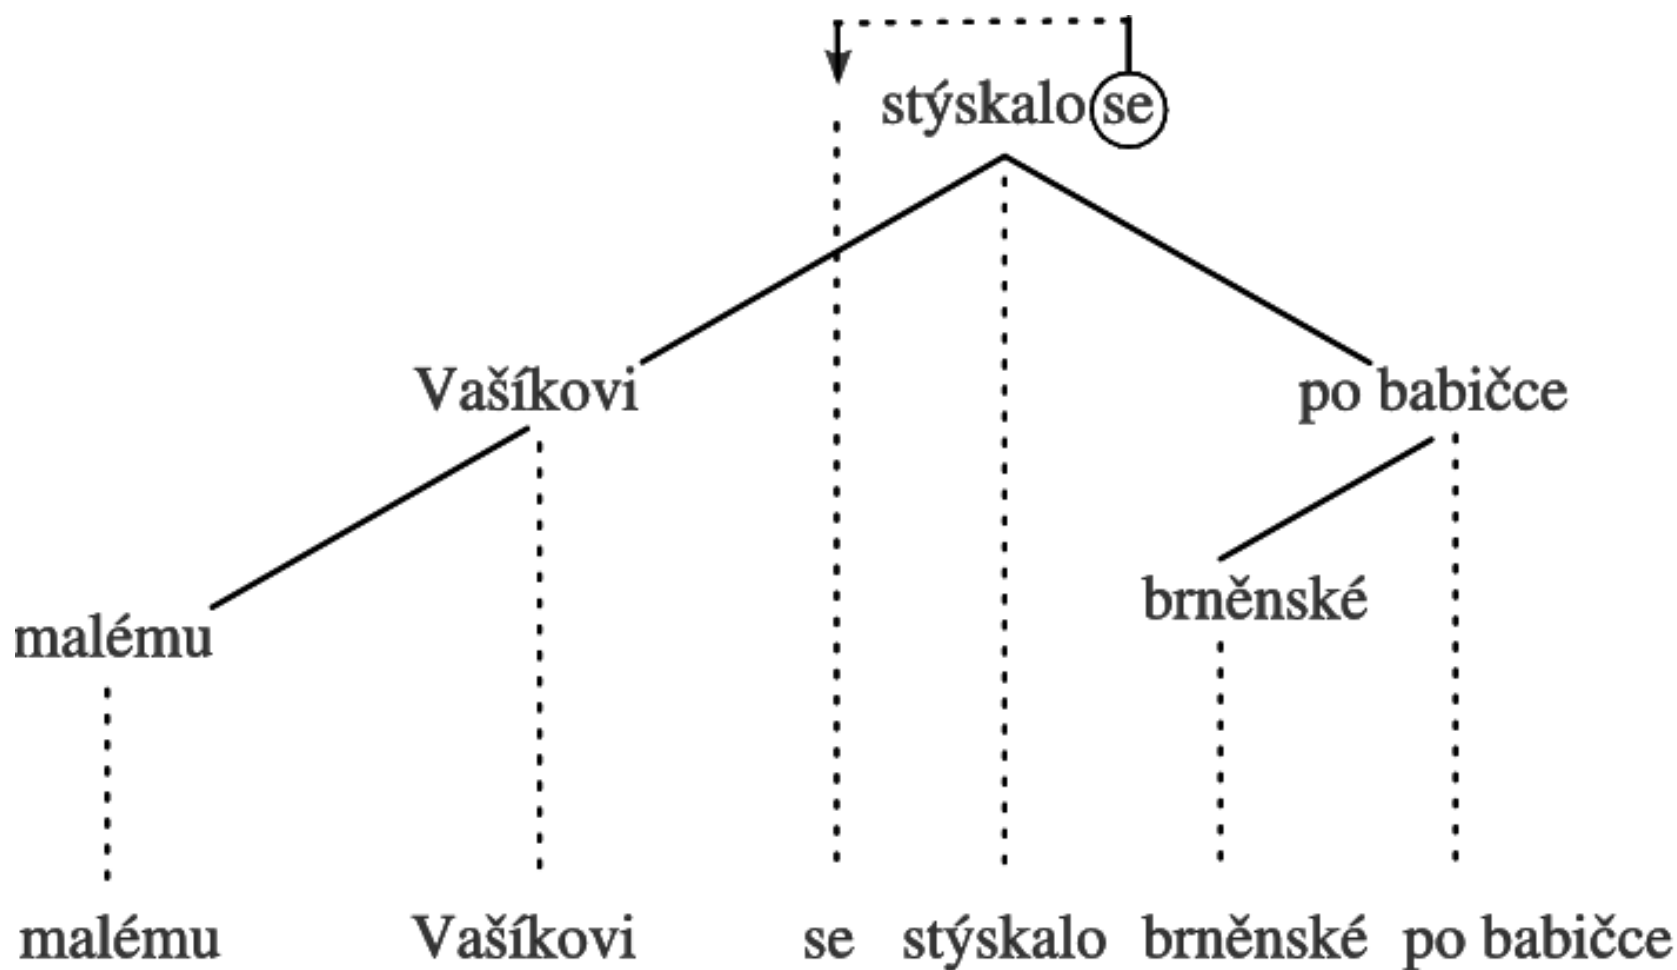 stýskalo se
Vašíkovi po babičce
brněnské
malému
malému Vašíkovi se stýskalo brněnské po babičce